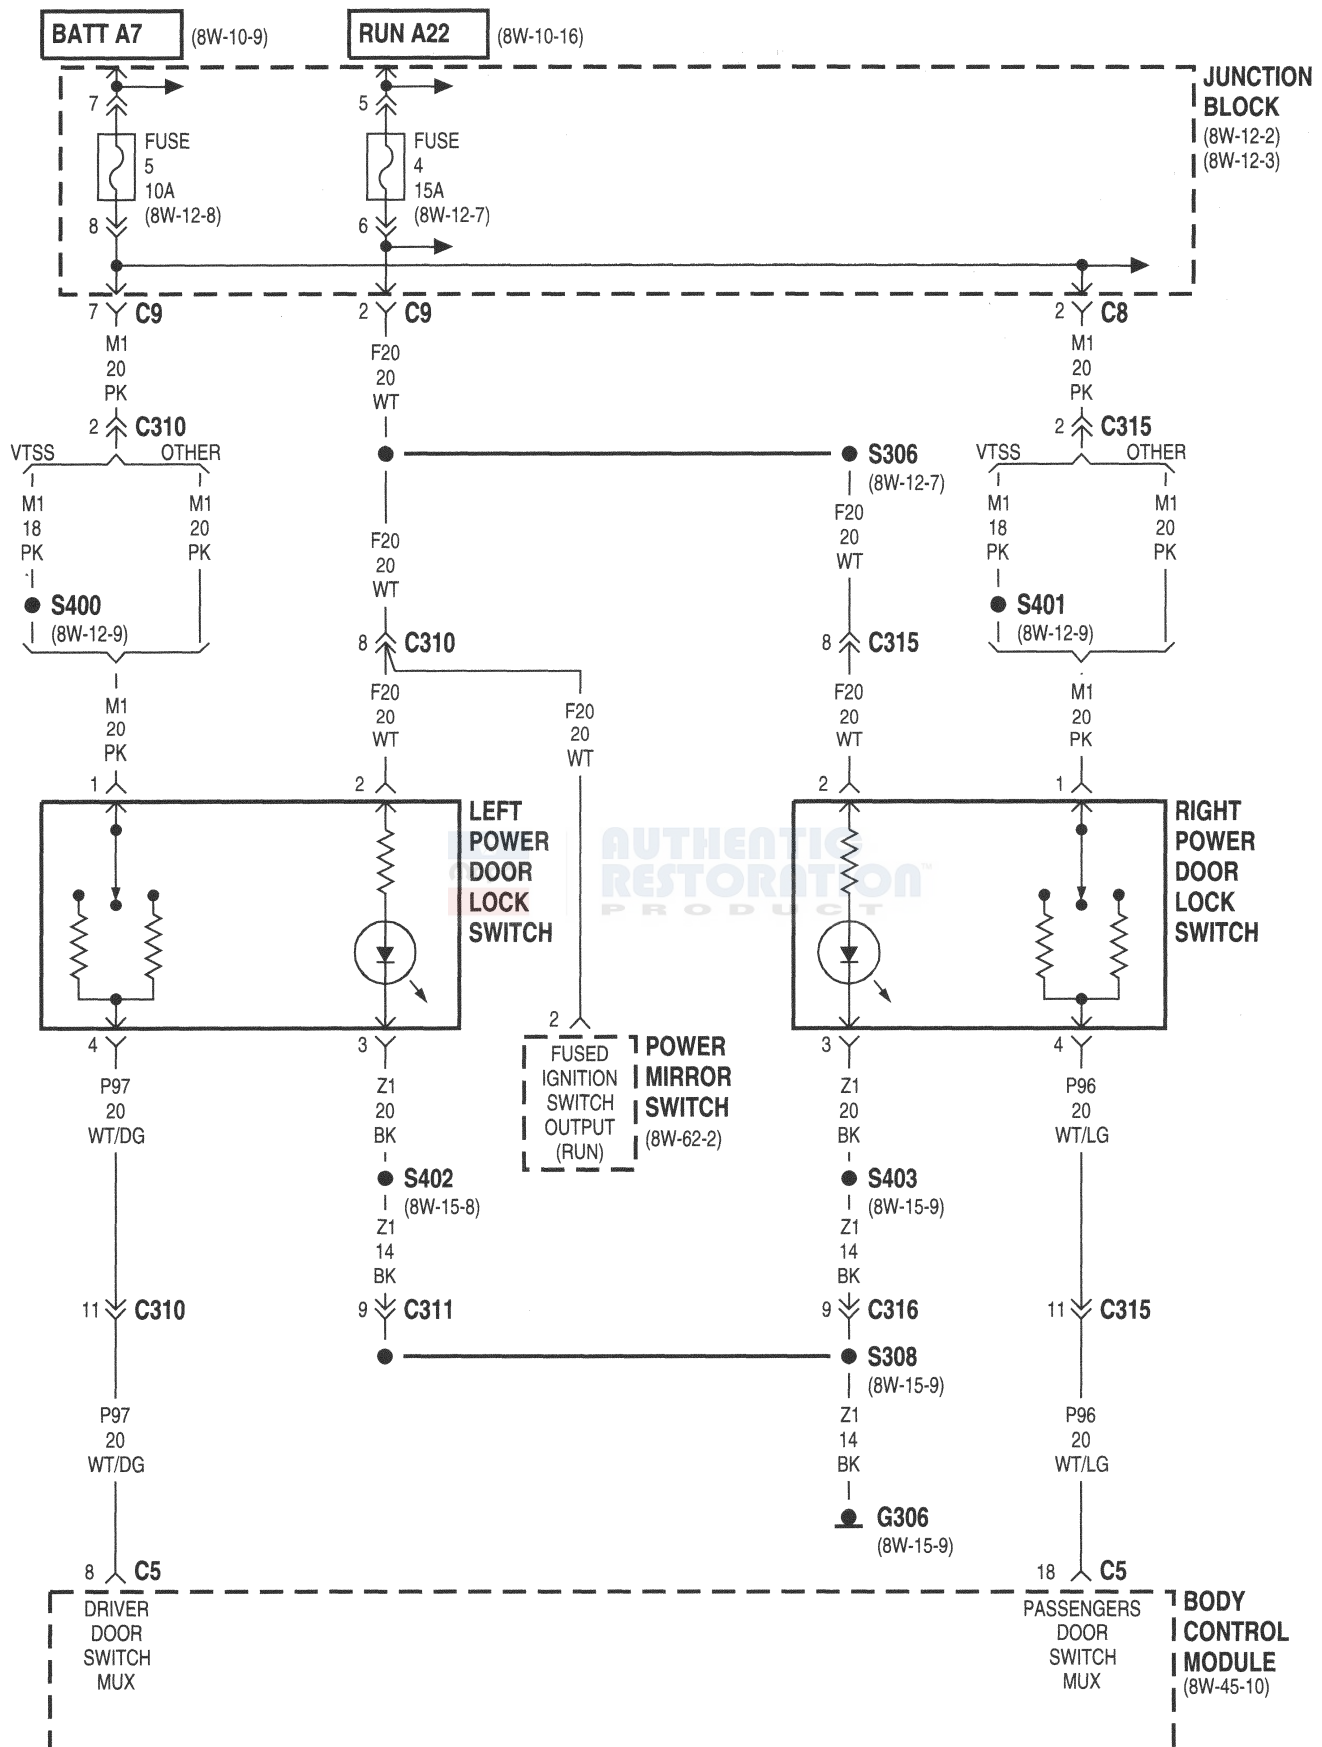 BATT A7
(8W-10-9)
RUN A22
(8W-10-16)
JUNCTION
BLOCK
(8W-12-2)
(8W-12-3)
7
FUSE
5
10A
(8W-12-8)
8
5
FUSE
4
15A
(8W-12-7)
6
7
C9
2
C9
2
C8
M1
20
PK
F20
20
WT
M1
20
PK
2
C310
2
C315
VTSS
OTHER
S306
(8W-12-7)
VTSS
OTHER
M1
18
PK
M1
20
PK
F20
20
WT
F20
20
WT
M1
18
PK
M1
20
PK
S400
(8W-12-9)
S401
(8W-12-9)
8
C310
8
C315
M1
20
PK
F20
20
WT
F20
20
WT
F20
20
WT
M1
20
PK
1
2
2
1
LEFT
POWER
DOOR
LOCK
SWITCH
AUTHENTIC
RESTORATION™
PRODUCT
RIGHT
POWER
DOOR
LOCK
SWITCH
4
3
2
3
4
FUSED
IGNITION
SWITCH
OUTPUT
(RUN)
POWER
MIRROR
SWITCH
(8W-62-2)
P97
20
WT/DG
Z1
20
BK
Z1
20
BK
P96
20
WT/LG
S402
(8W-15-8)
S403
(8W-15-9)
Z1
14
BK
Z1
14
BK
11
C310
9
C311
9
C316
11
C315
S308
(8W-15-9)
P97
20
WT/DG
Z1
14
BK
P96
20
WT/LG
G306
(8W-15-9)
8
C5
18
C5
DRIVER
DOOR
SWITCH
MUX
PASSENGERS
DOOR
SWITCH
MUX
BODY
CONTROL
MODULE
(8W-45-10)